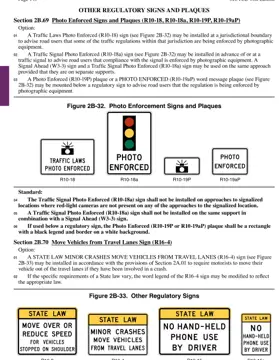 OTHER REGULATORY SIGNS AND PLAQUES
Section 2B.69 Photo Enforced Signs and Plaques (R10-18, R10-18a, R10-19P, R10-19aP)
Option:
A Traffic Laws Photo Enforced (R10-18) sign (see Figure 2B-32) may be installed at a jurisdictional boundary
to advise road users that some of the traffic regulations within that jurisdiction are being enforced by photographic
equipment.
A Traffic Signal Photo Enforced (R10-18a) sign (see Figure 2B-32) may be installed in advance of or at a
traffic signal to advise road users that compliance with the signal is enforced by photographic equipment. A
Signal Ahead (W3-3) sign and a Traffic Signal Photo Enforced (R10-18a) sign may be used on the same approach
provided that they are on separate supports.
A Photo Enforced (R10-19P) plaque or a PHOTO ENFORCED (R10-19aP) word message plaque (see Figure
2B-32) may be mounted below a regulatory sign to advise road users that the regulation is being enforced by
photographic equipment.
Figure 2B-32. Photo Enforcement Signs and Plaques
TRAFFIC LAWS
PHOTO ENFORCED
PHOTO
ENFORCED
PHOTO
ENFORCED
R10-18
R10-18a
R10-19P
R10-19aP
Standard:
The Traffic Signal Photo Enforced (R10-18a) sign shall not be installed on approaches to signalized
locations where red-light cameras are not present on any of the approaches to the signalized location.
A Traffic Signal Photo Enforced (R10-18a) sign shall not be installed on the same support in
combination with a Signal Ahead (W3-3) sign.
If used below a regulatory sign, the Photo Enforced (R10-19P or R10-19aP) plaque shall be a rectangle
with a black legend and border on a white background.
Section 2B.70 Move Vehicles from Travel Lanes Sign (R16-4)
Option:
A STATE LAW MINOR CRASHES MOVE VEHICLES FROM TRAVEL LANES (R16-4) sign (see Figure
2B-33) may be installed in accordance with the provisions of Section 2A.03 to require motorists to move their
vehicle out of the travel lanes if they have been involved in a crash.
If the specific requirements of a State law vary, the word legend of the R16-4 sign may be modified to reflect
the appropriate law.
Figure 2B-33. Other Regulatory Signs
STATE LAW
MOVE OVER OR
REDUCE SPEED
FOR VEHICLES
STOPPED ON SHOULDER
STATE LAW
MINOR CRASHES
MOVE VEHICLES
FROM TRAVEL LANES
STATE LAW
NO HAND-HELD
PHONE USE
BY DRIVER
STATE LAW
NO
HAND-HELD
PHONE USE
BY DRIVER